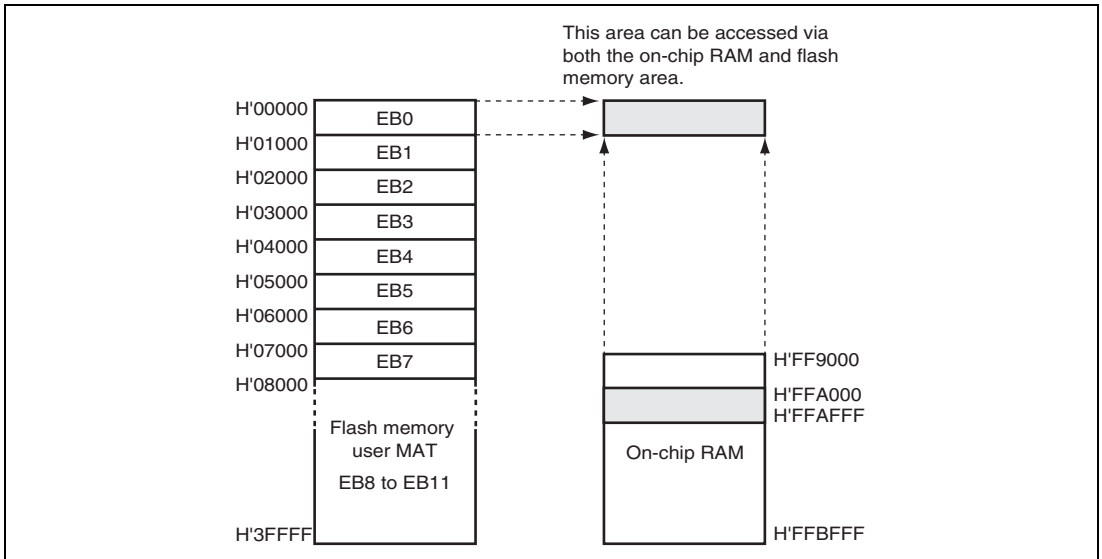 This area can be accessed via
both the on-chip RAM and flash
memory area.
H'00000
EB0
H'01000
EB1
H'02000
EB2
H'03000
EB3
H'04000
EB4
H'05000
EB5
H'06000
EB6
H'07000
EB7
H'08000
Flash memory
user MAT
EB8 to EB11
H'3FFFF
H'FF9000
H'FFA000
H'FFAFFF
On-chip RAM
H'FFBFFF